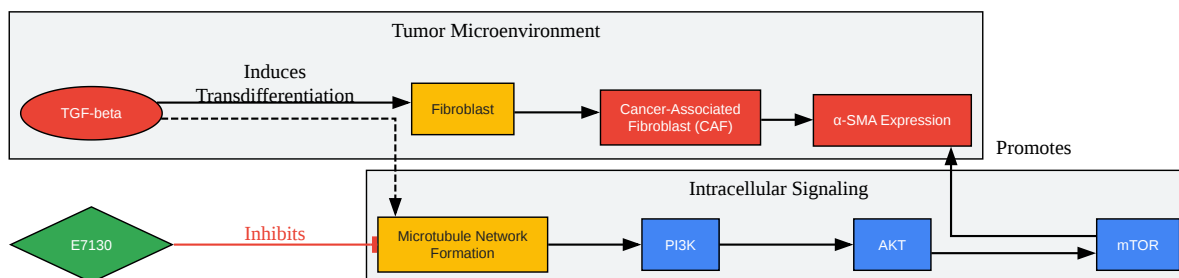 Tumor Microenvironment
Induces
Transdifferentiation
TGF-beta
Fibroblast
Cancer-Associated
Fibroblast (CAF)
α-SMA Expression
Promotes
Intracellular Signaling
E7130
Inhibits
Microtubule Network
Formation
PI3K
AKT
mTOR